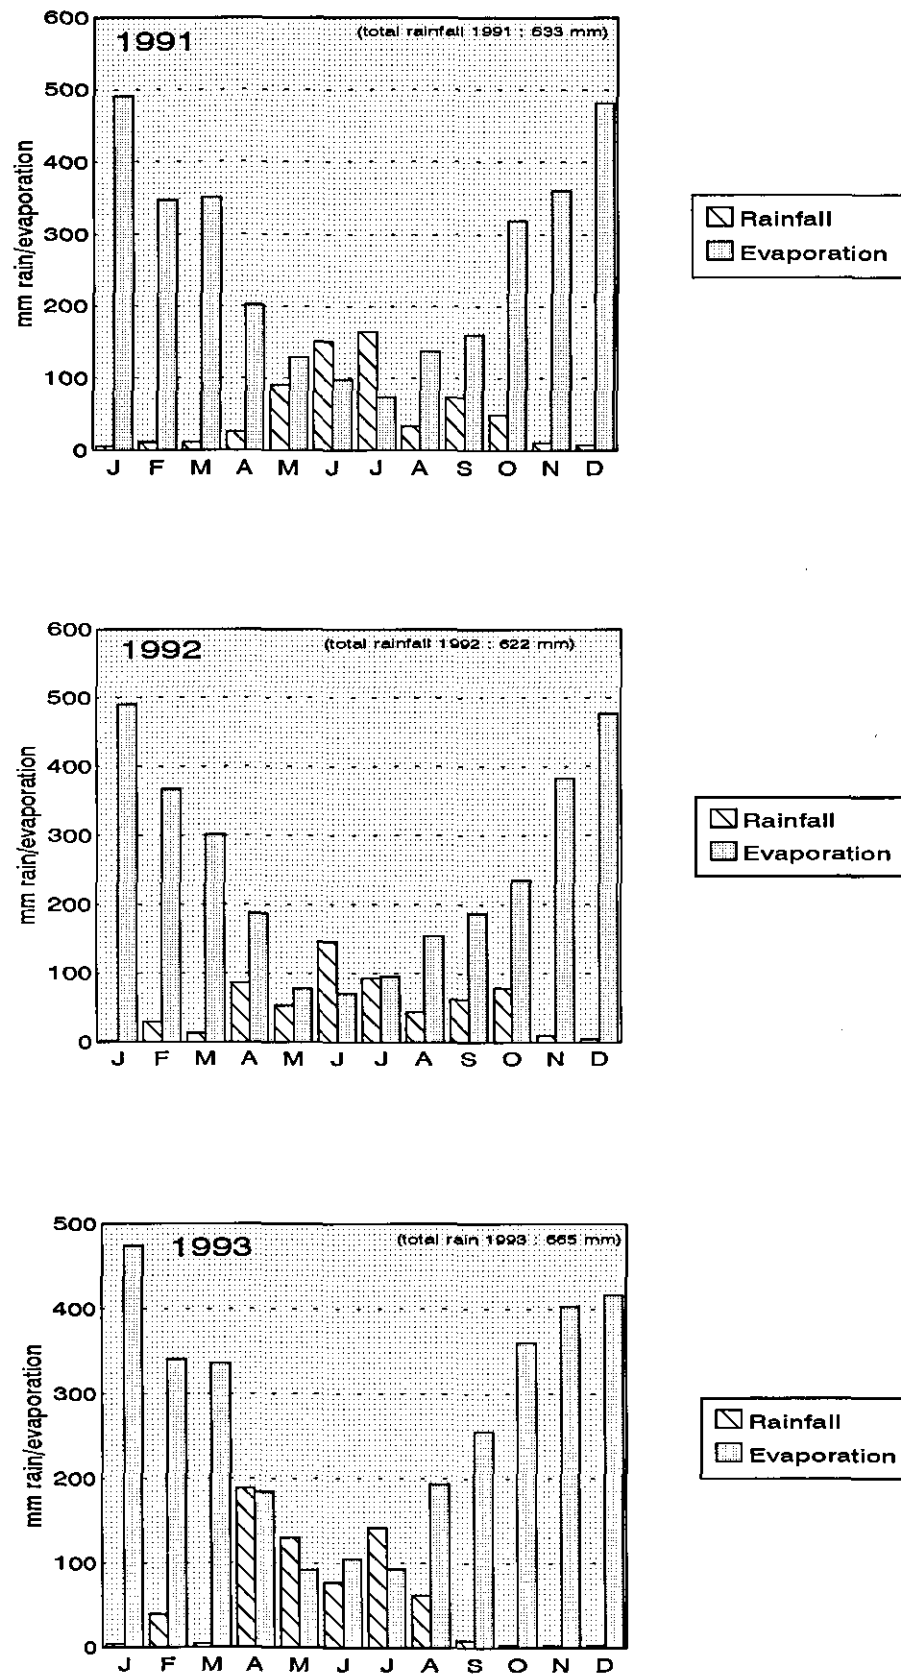 600
1991 (total rainfall 1991 : 633 mm)
500
400
300
200
100
0
mm rain/evaporation
J F M A M J J A S O N D
Rainfall
Evaporation
600
1992 (total rainfall 1992 : 622 mm)
500
400
300
200
100
0
mm rain/evaporation
J F M A M J J A S O N D
Rainfall
Evaporation
500
1993 (total rain 1993 : 665 mm)
400
300
200
100
0
mm rain/evaporation
J F M A M J J A S O N D
Rainfall
Evaporation